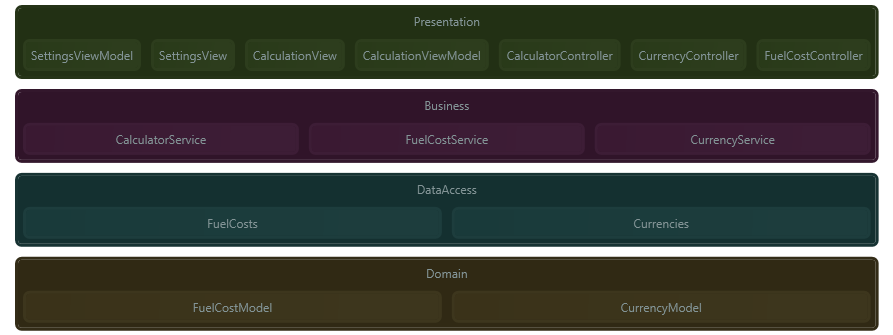 Presentation
SettingsViewModel SettingsView CalculationView CalculationViewModel CalculatorController CurrencyController FuelCostController
Business
CalculatorService FuelCostService CurrencyService
DataAccess
FuelCosts Currencies
Domain
FuelCostModel CurrencyModel